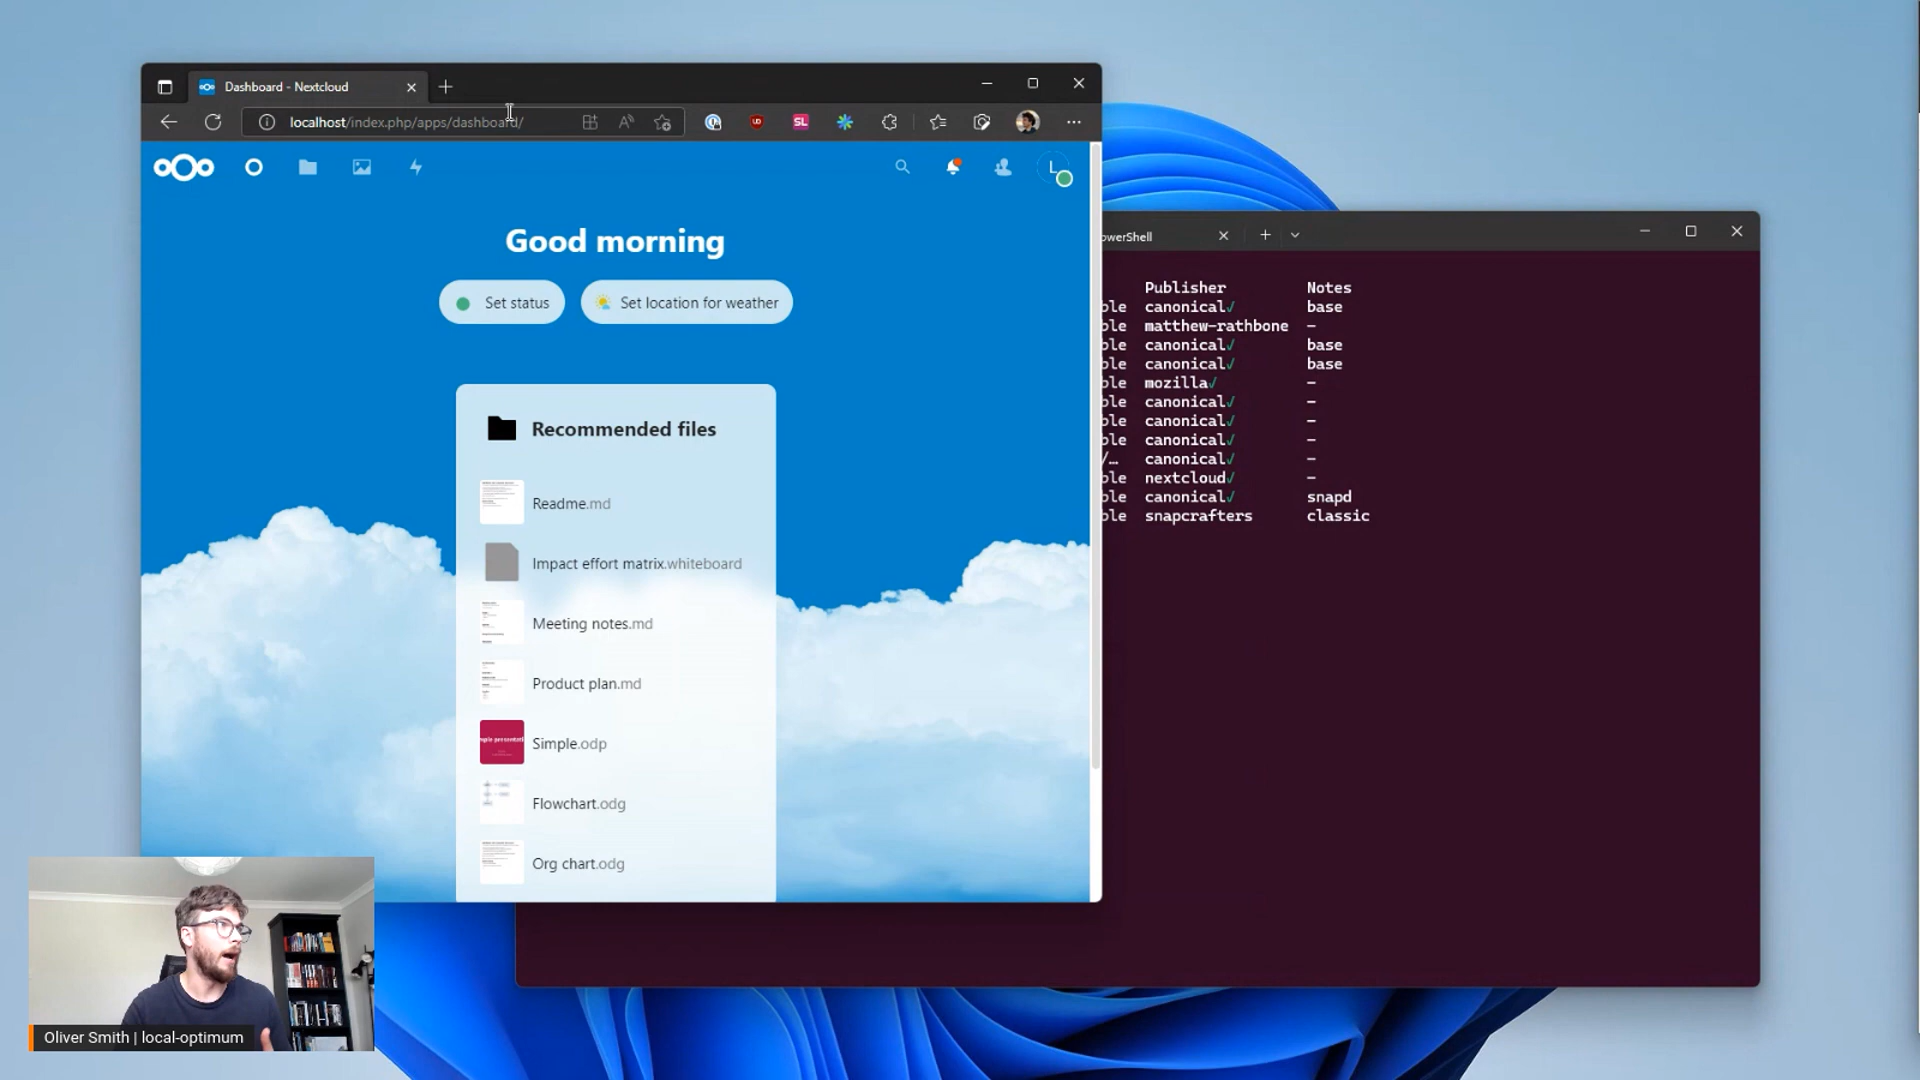 Dashboard - Nextcloud
localhost/index.php/apps/dashboard/
UD
SL
L
Good morning
Set status
Set location for weather
Recommended files
Readme.md
Impact effort matrix.whiteboard
Meeting notes.md
Product plan.md
Simple.odp
Flowchart.odg
Org chart.odg
owerShell
Publisher Notes
ble canonical✓ base
ble matthew-rathbone –
ble canonical✓ base
ble canonical✓ base
ble mozilla✓ –
ble canonical✓ –
ble canonical✓ –
ble canonical✓ –
/… canonical✓ –
ble nextcloud✓ –
ble canonical✓ snapd
ble snapcrafters classic
Oliver Smith | local-optimum